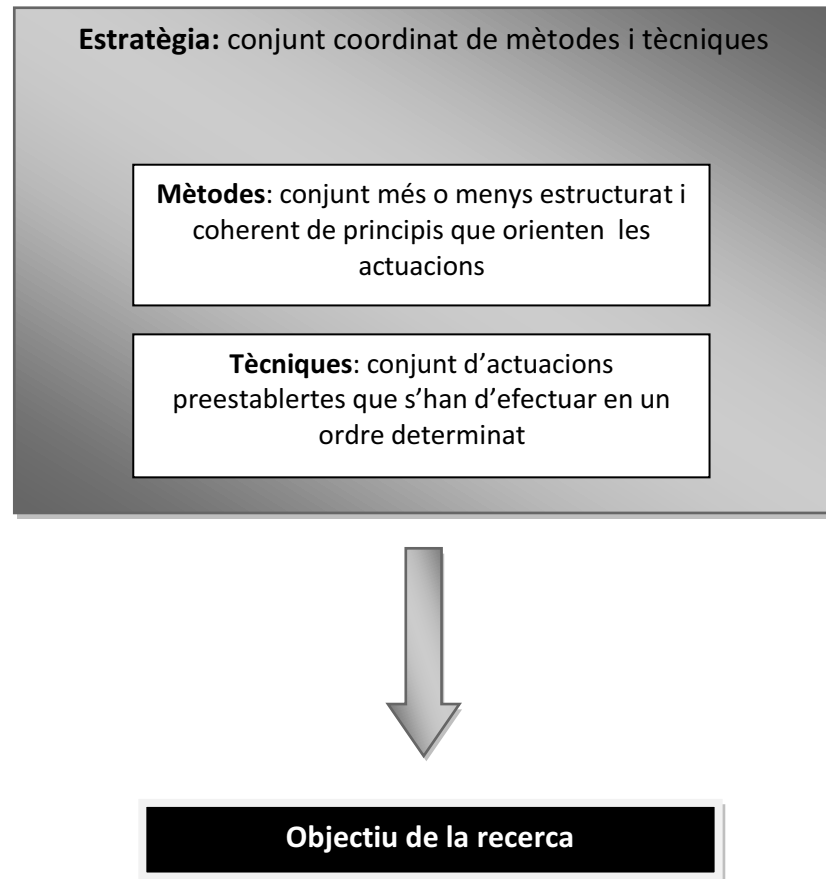 Estratègia: conjunt coordinat de mètodes i tècniques
Mètodes: conjunt més o menys estructurat i
coherent de principis que orienten les
actuacions
Tècniques: conjunt d’actuacions
preestablertes que s’han d’efectuar en un
ordre determinat
Objectiu de la recerca